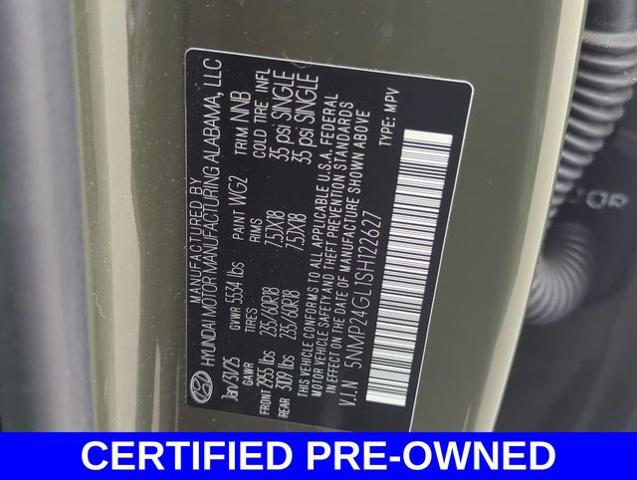 MANUFACTURED BY
HYUNDAI MOTOR MANUFACTURING ALABAMA, LLC
Jan/31/25 GVWR 5534 lbs PAINT WG2 TRIM NNB
GAWR TIRES RIMS COLD TIRE INFL
FRONT 2955 lbs 235/60R18 7.5JX18 35 psi SINGLE
REAR 3109 lbs 235/60R18 7.5JX18 35 psi SINGLE
THIS VEHICLE CONFORMS TO ALL APPLICABLE U.S.A. FEDERAL
MOTOR VEHICLE SAFETY AND THEFT PREVENTION STANDARDS
IN EFFECT ON THE DATE OF MANUFACTURE SHOWN ABOVE
V.I.N 5NMP24GL1SH122627 TYPE: MPV
CERTIFIED PRE-OWNED